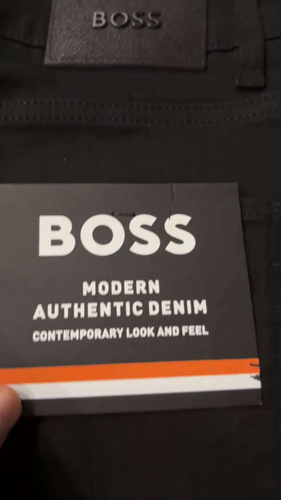 BOSS
BOSS
MODERN
AUTHENTIC DENIM
CONTEMPORARY LOOK AND FEEL